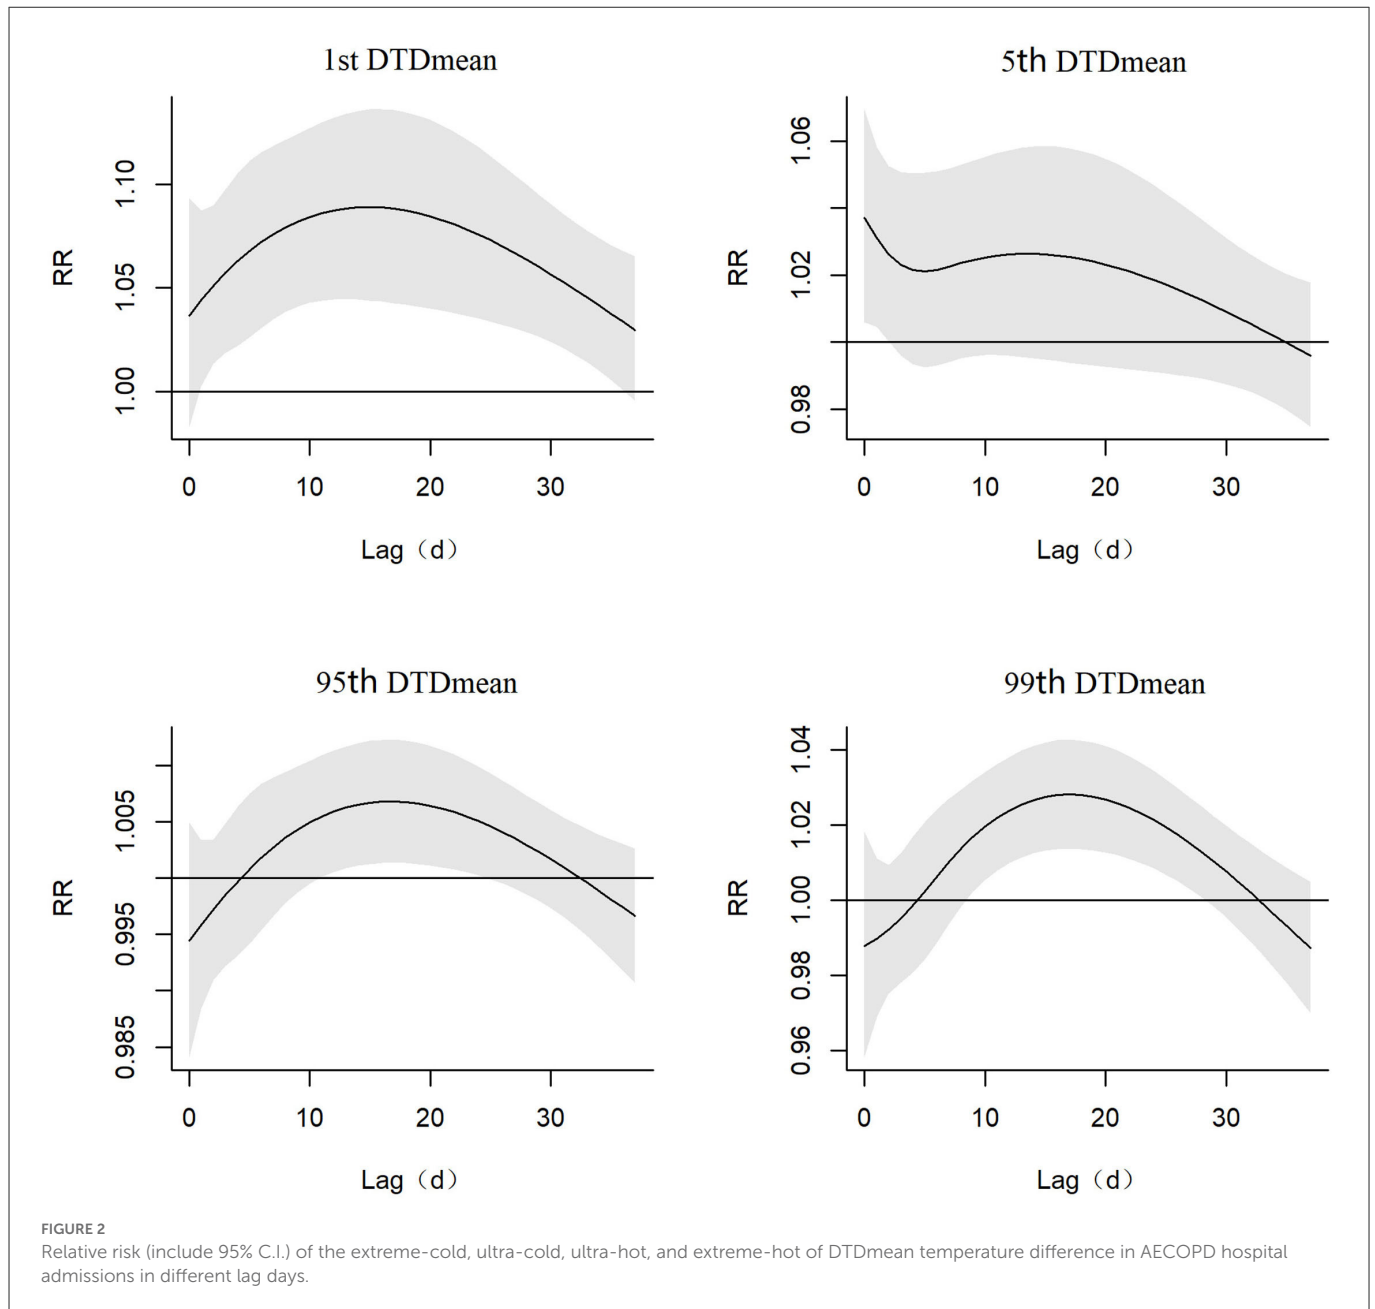 1st DTDmean
RR
1.00
1.05
1.10
0
10
20
30
Lag（d）
5th DTDmean
RR
0.98
1.02
1.06
0
10
20
30
Lag（d）
95th DTDmean
RR
0.985
0.995
1.005
0
10
20
30
Lag（d）
99th DTDmean
RR
0.96
0.98
1.00
1.02
1.04
0
10
20
30
Lag（d）
FIGURE 2
Relative risk (include 95% C.I.) of the extreme-cold, ultra-cold, ultra-hot, and extreme-hot of DTDmean temperature difference in AECOPD hospital
admissions in different lag days.